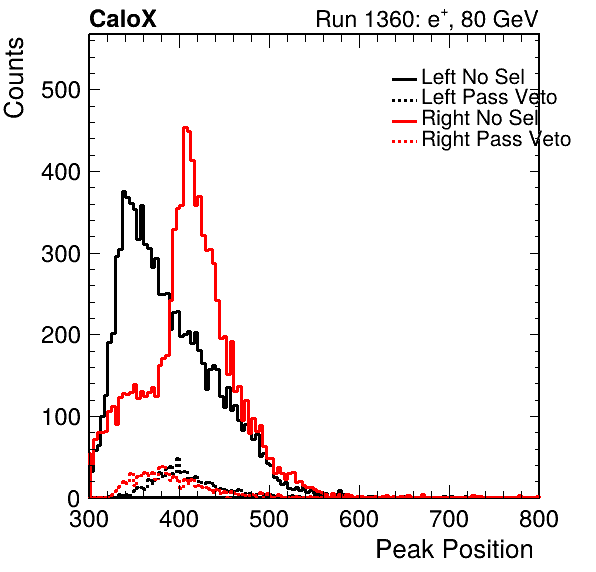 CaloX
Run 1360: e+, 80 GeV
Counts
500
400
300
200
100
0
Left No Sel
Left Pass Veto
Right No Sel
Right Pass Veto
300 400 500 600 700 800
Peak Position